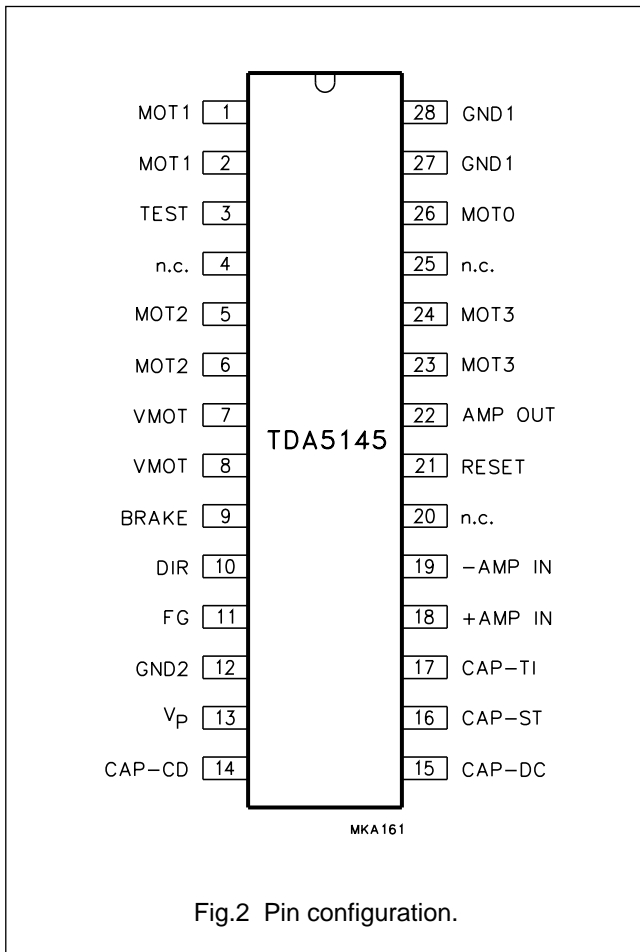 MOT1 1 28 GND1
MOT1 2 27 GND1
TEST 3 26 MOT0
n.c. 4 25 n.c.
MOT2 5 24 MOT3
MOT2 6 23 MOT3
VMOT 7 22 AMP OUT
TDA5145
VMOT 8 21 RESET
BRAKE 9 20 n.c.
DIR 10 19 -AMP IN
FG 11 18 +AMP IN
GND2 12 17 CAP-TI
VP 13 16 CAP-ST
CAP-CD 14 15 CAP-DC
MKA161
Fig.2 Pin configuration.